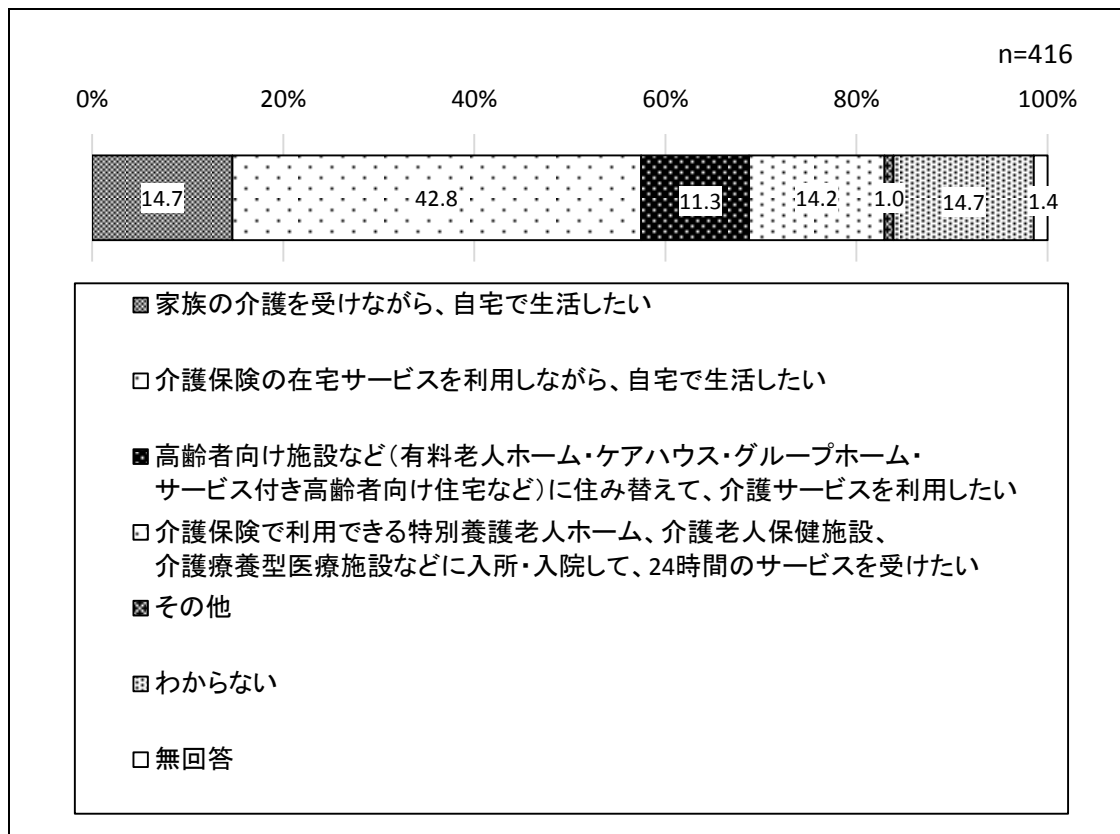 n=416
0% 20% 40% 60% 80% 100%
14.7 42.8 11.3 14.2 1.0 14.7 1.4
家族の介護を受けながら、自宅で生活したい
介護保険の在宅サービスを利用しながら、自宅で生活したい
高齢者向け施設など(有料老人ホーム・ケアハウス・グループホーム・
サービス付き高齢者向け住宅など)に住み替えて、介護サービスを利用したい
介護保険で利用できる特別養護老人ホーム、介護老人保健施設、
介護療養型医療施設などに入所・入院して、24時間のサービスを受けたい
その他
わからない
無回答